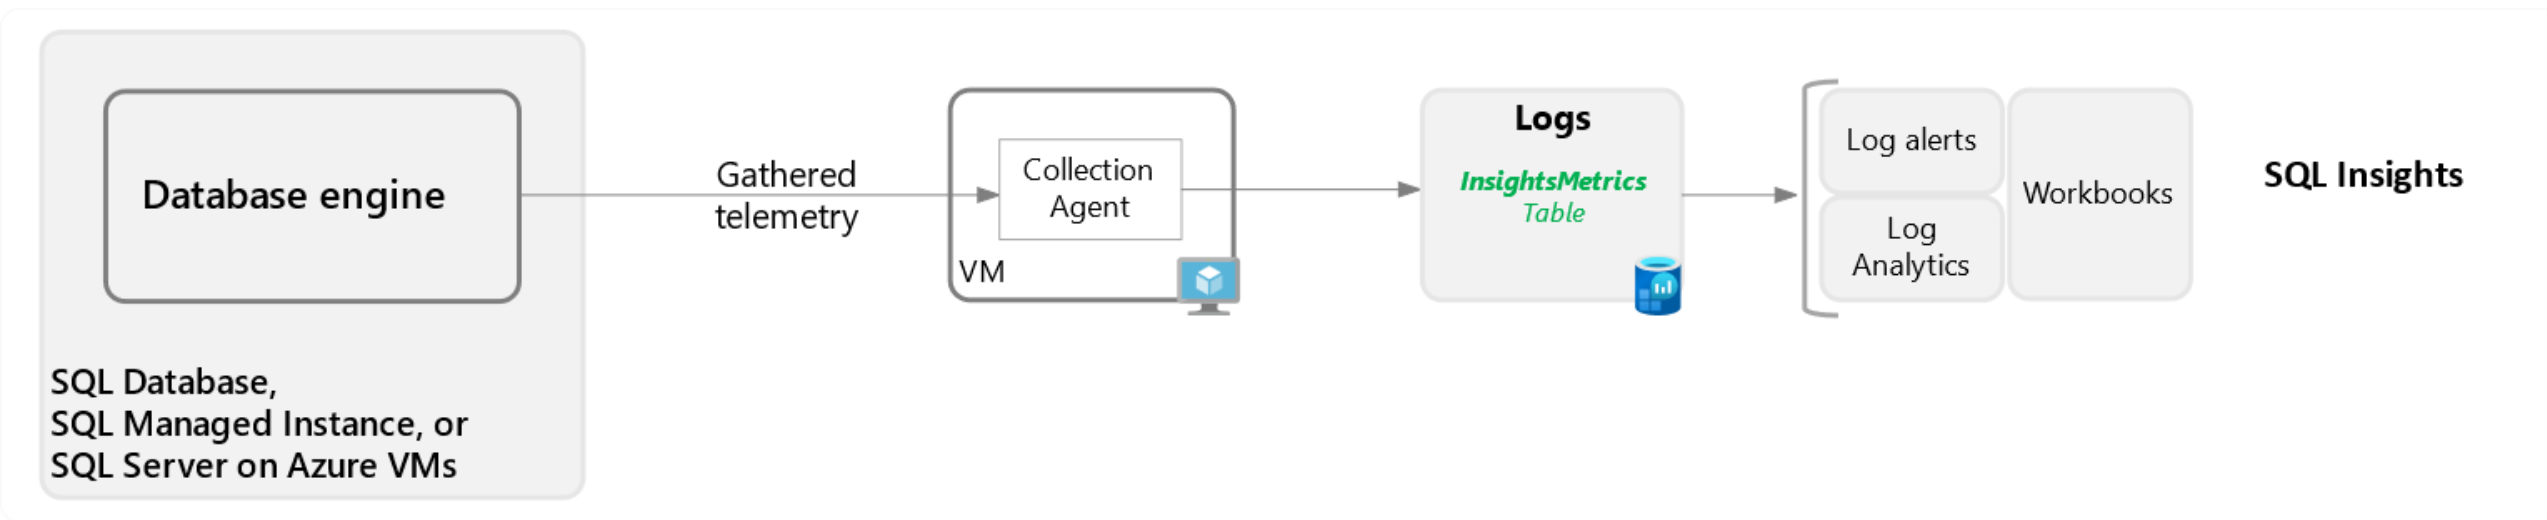 Database engine
SQL Database,
SQL Managed Instance, or
SQL Server on Azure VMs
Gathered
telemetry
Collection
Agent
VM
Logs
InsightsMetrics
Table
Log alerts
Log
Analytics
Workbooks
SQL Insights